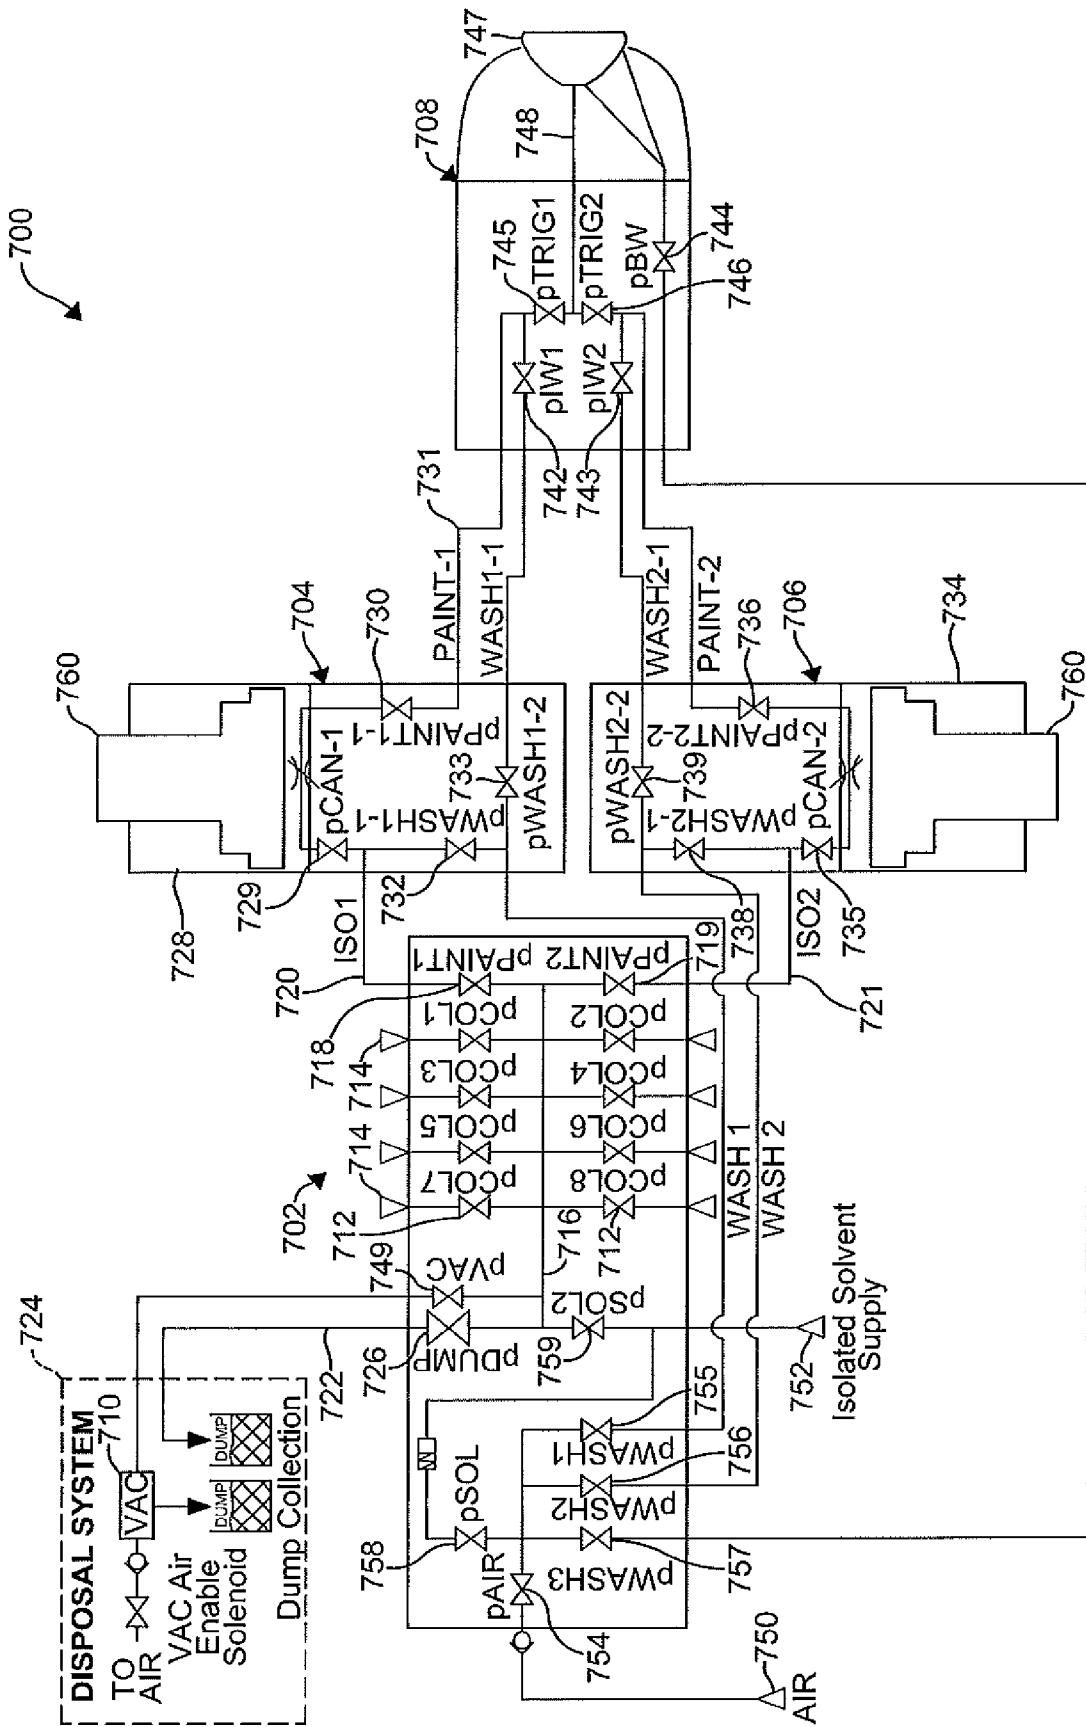 700
DISPOSAL SYSTEM
724
TO
AIR
VAC
710
VAC Air
Enable
Solenoid
DUMP
DUMP
Dump Collection
722
702
714
714
712
749
pVAC
726
pDUMP
pCOL7
pCOL5
pCOL3
pCOL1
pPAINT1
718
720
ISO1
716
712
pCOL8
pCOL6
pCOL4
pCOL2
pPAINT2
719
721
ISO2
pSOL2
759
pSOL
758
pAIR
754
pWASH3
757
pWASH2
756
pWASH1
755
WASH 1
WASH 2
750
AIR
752
Isolated Solvent
Supply
760
728
704
729
pCAN-1
730
pPAINT1-1
732
pWASH1-1
733
pWASH1-2
PAINT-1
731
WASH1-1
WASH2-1
PAINT-2
pWASH2-2
739
pWASH2-1
738
pPAINT2-2
736
pCAN-2
735
706
734
760
708
747
748
745
pTRIG1
pTRIG2
746
pIW1
742
pIW2
743
pBW
744